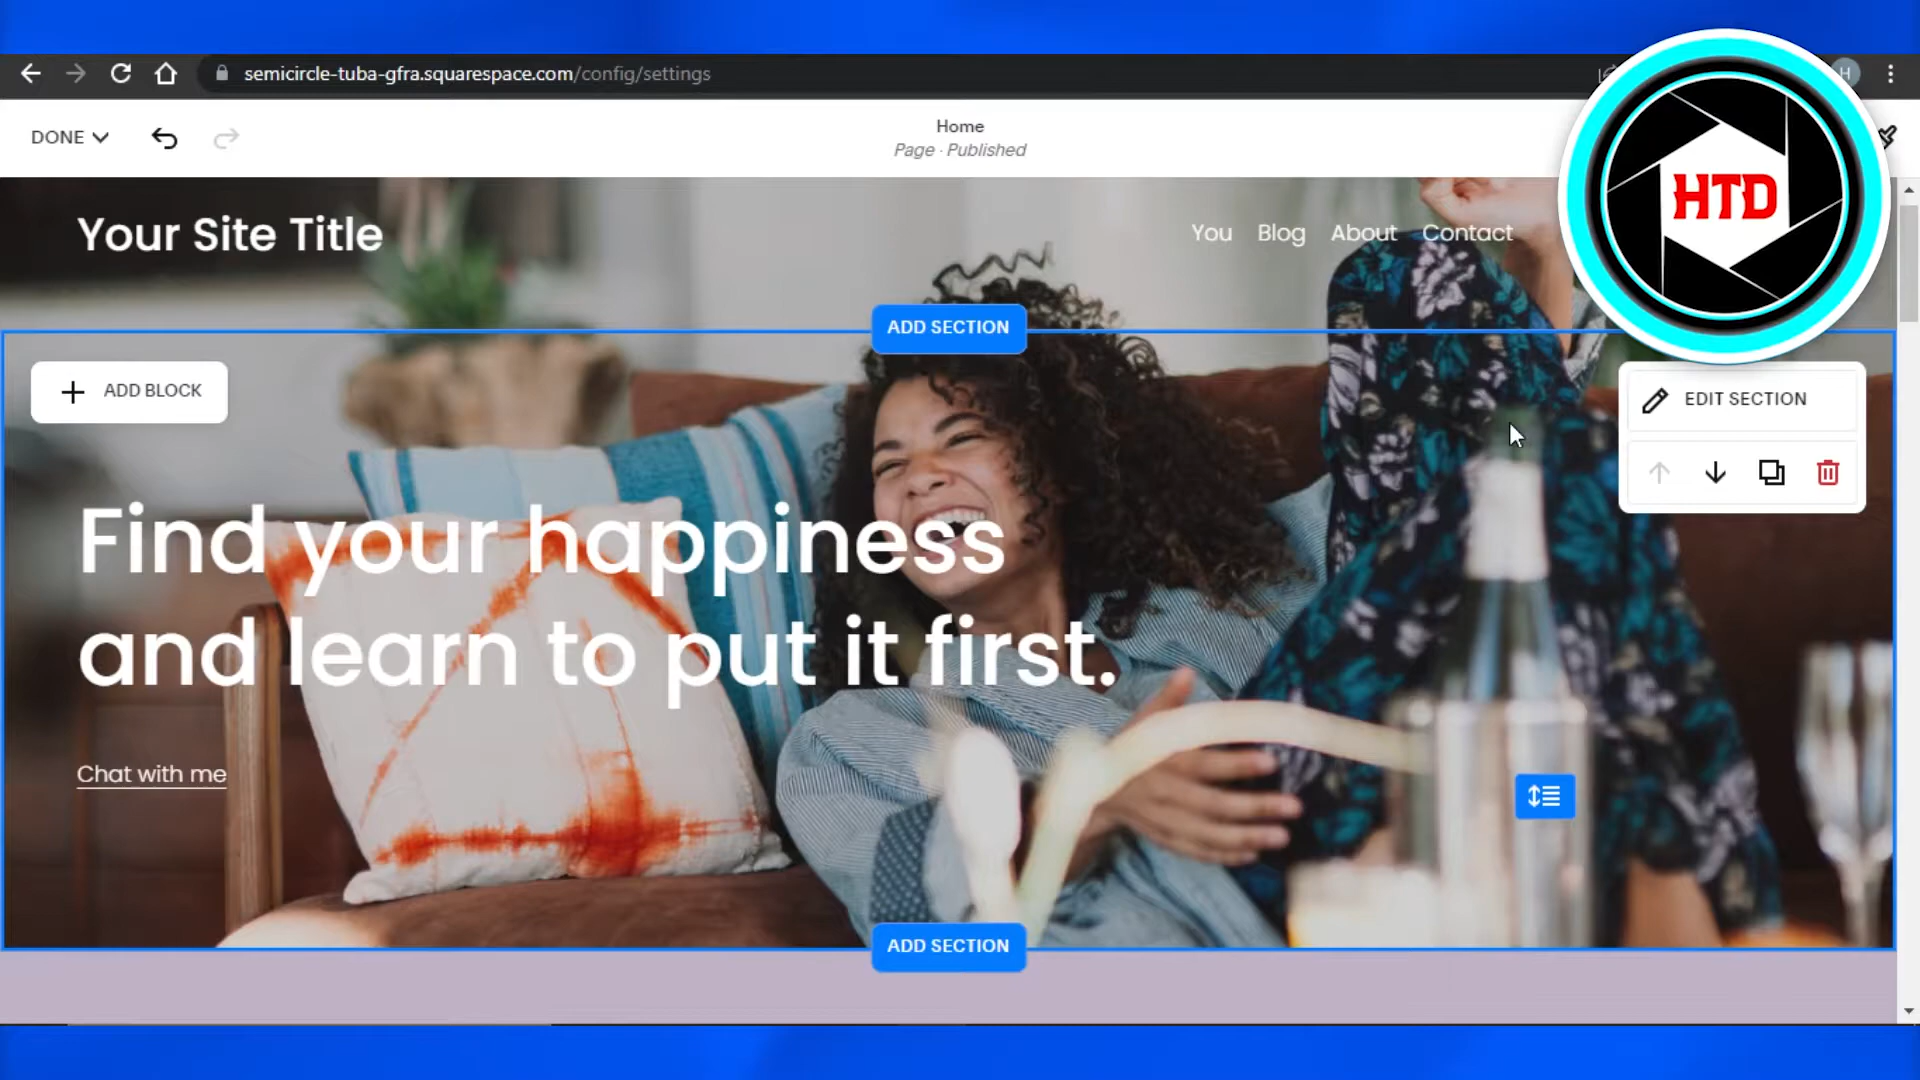 semicircle-tuba-gfra.squarespace.com/config/settings
H
DONE
Home
Page · Published
HTD
Your Site Title
You Blog About Contact
ADD SECTION
ADD BLOCK
EDIT SECTION
Find your happiness
and learn to put it first.
Chat with me
ADD SECTION